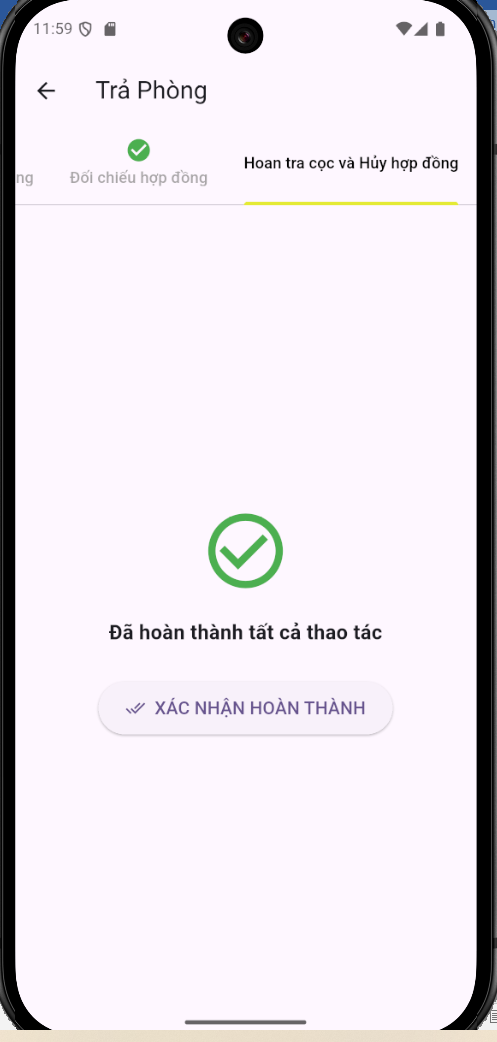 11:59
Trả Phòng
ng
Đối chiếu hợp đồng
Hoan tra cọc và Hủy hợp đồng
Đã hoàn thành tất cả thao tác
XÁC NHẬN HOÀN THÀNH